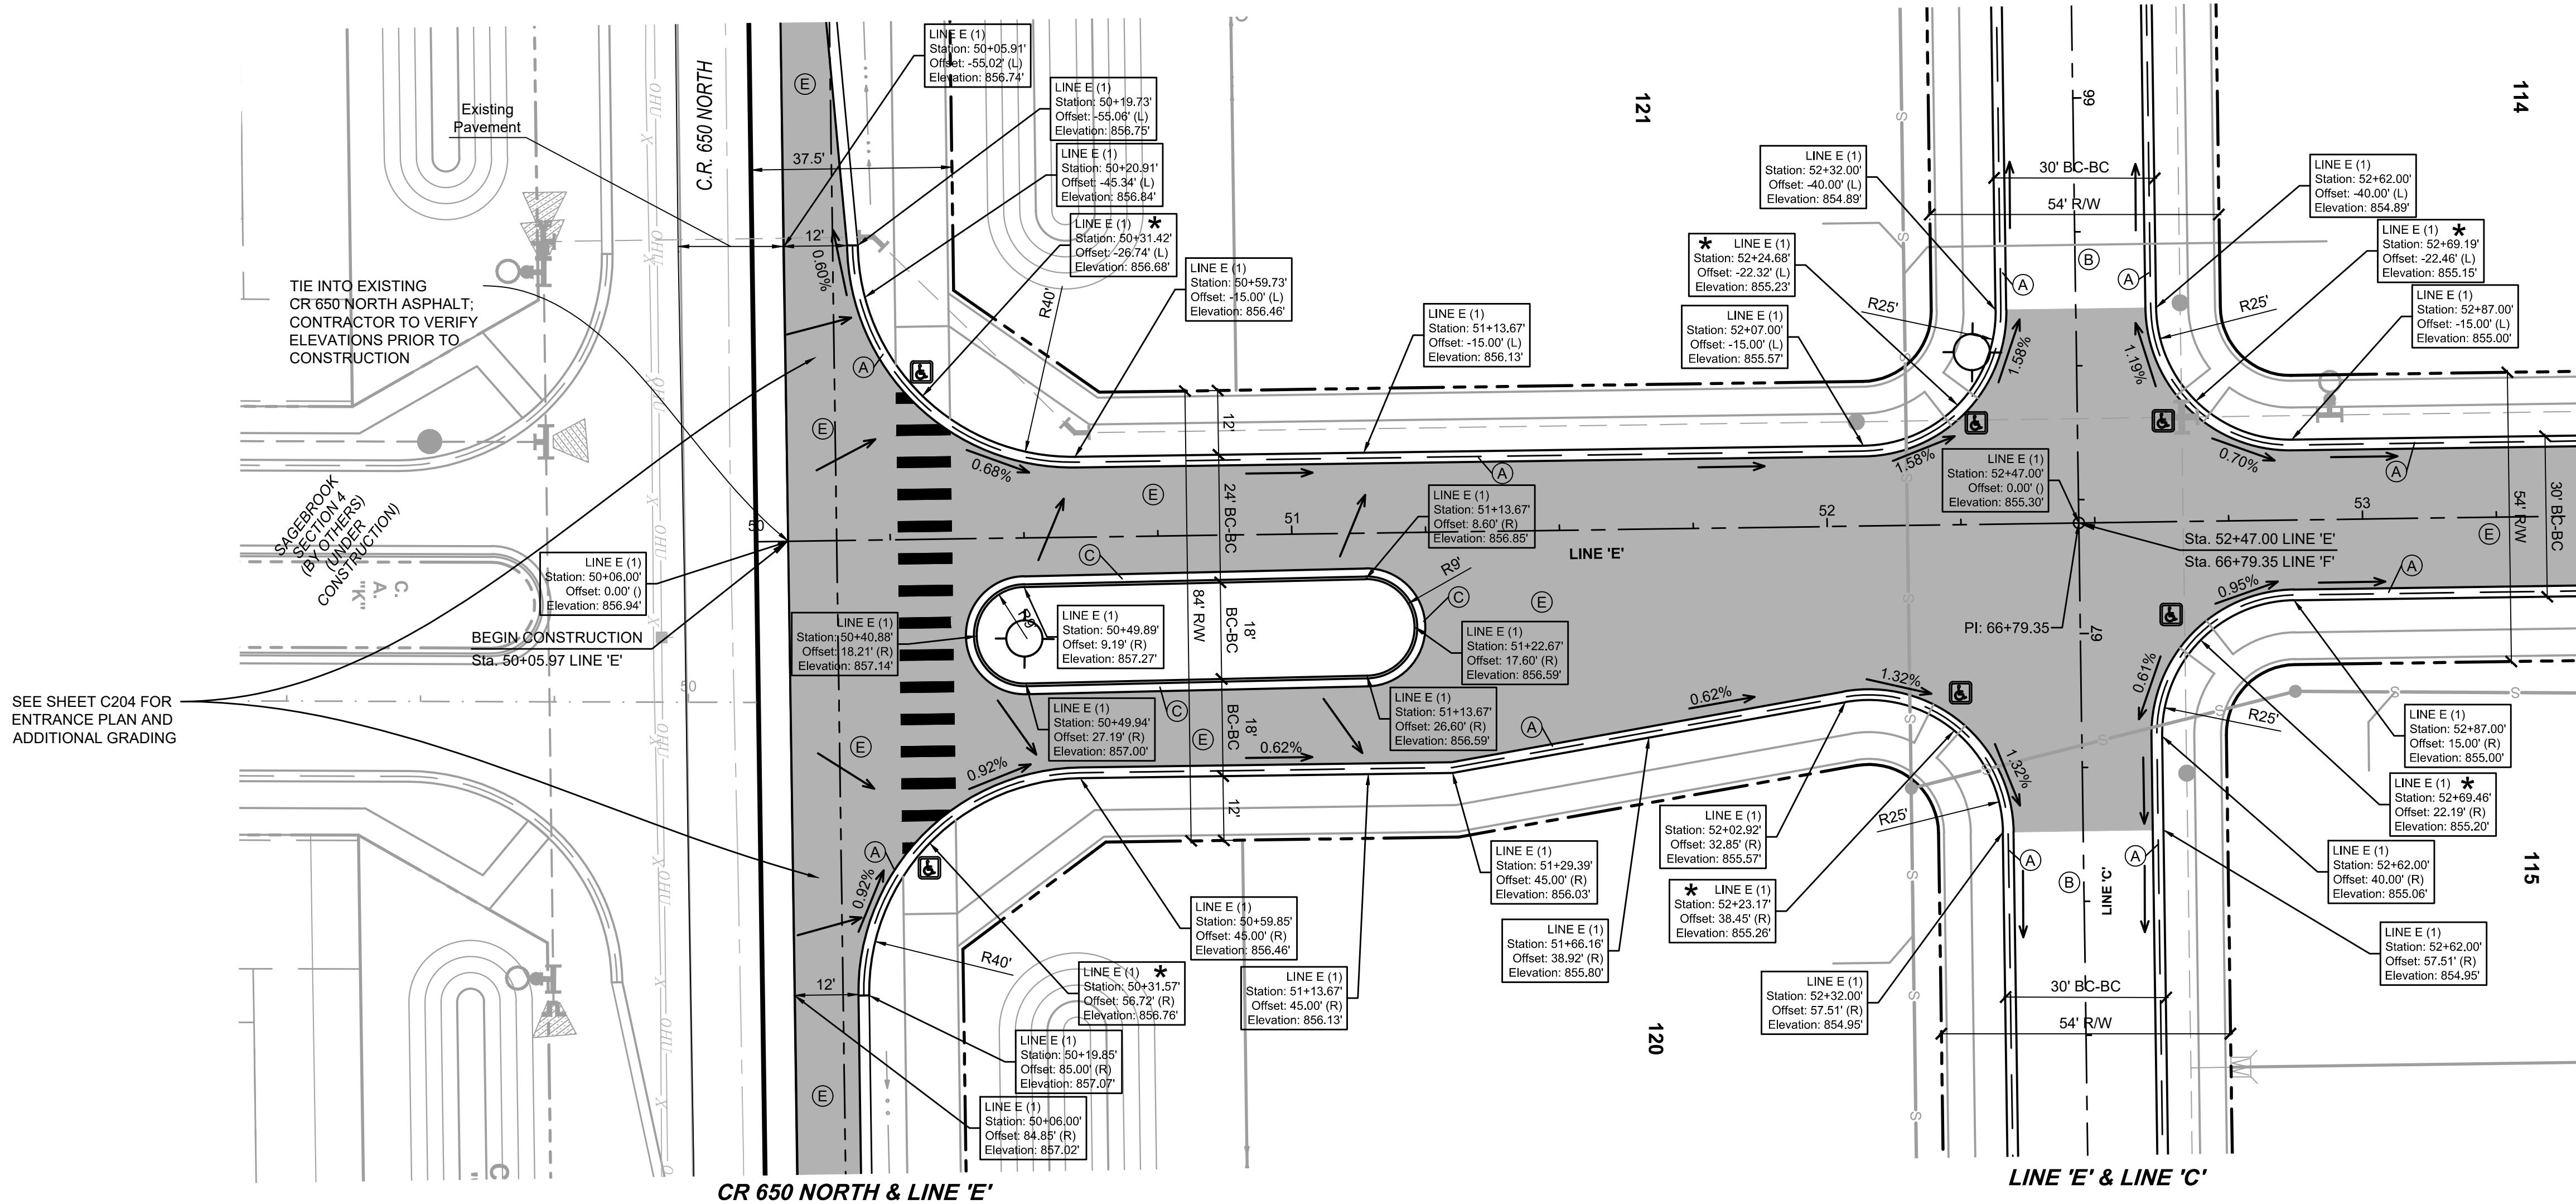 LINE E (1)
Station: 50+05.91'
Offset: -55.02' (L)
Elevation: 856.74'
LINE E (1)
Station: 50+19.73'
Offset: -55.06' (L)
Elevation: 856.75'
LINE E (1)
Station: 50+20.91'
Offset: -45.34' (L)
Elevation: 856.84'
LINE E (1) *
Station: 50+31.42'
Offset: -26.74' (L)
Elevation: 856.68'
LINE E (1)
Station: 50+59.73'
Offset: -15.00' (L)
Elevation: 856.46'
LINE E (1)
Station: 51+13.67'
Offset: -15.00' (L)
Elevation: 856.13'
LINE E (1)
Station: 52+32.00'
Offset: -40.00' (L)
Elevation: 854.89'
* LINE E (1)
Station: 52+24.68'
Offset: -22.32' (L)
Elevation: 855.23'
LINE E (1)
Station: 52+07.00'
Offset: -15.00' (L)
Elevation: 855.57'
LINE E (1)
Station: 52+62.00'
Offset: -40.00' (L)
Elevation: 854.89'
LINE E (1) *
Station: 52+69.19'
Offset: -22.46' (L)
Elevation: 855.15'
LINE E (1)
Station: 52+87.00'
Offset: -15.00' (L)
Elevation: 855.00'
Existing
Pavement
C.R. 650 NORTH
OHU
X
37.5'
12'
0.60%
E
A
R40'
0.68%
121
114
66
30' BC-BC
54' R/W
B
A
A
R25'
R25'
1.58%
1.58%
1.19%
0.70%
TIE INTO EXISTING
CR 650 NORTH ASPHALT;
CONTRACTOR TO VERIFY
ELEVATIONS PRIOR TO
CONSTRUCTION
SAGEBROOK
SECTION 4
(BY OTHERS)
(UNDER
CONSTRUCTION)
C.
A.
"K"
LINE E (1)
Station: 50+06.00'
Offset: 0.00' ()
Elevation: 856.94'
BEGIN CONSTRUCTION
Sta. 50+05.97 LINE 'E'
SEE SHEET C204 FOR
ENTRANCE PLAN AND
ADDITIONAL GRADING
50
50
51
52
53
E
E
C
12'
24' BC-BC
84' R/W
18'
BC-BC
18'
BC-BC
12'
LINE E (1)
Station: 50+40.88'
Offset: 18.21' (R)
Elevation: 857.14'
R9'
LINE E (1)
Station: 50+49.89'
Offset: 9.19' (R)
Elevation: 857.27'
LINE E (1)
Station: 51+13.67'
Offset: 8.60' (R)
Elevation: 856.85'
R9'
C
E
LINE E (1)
Station: 51+22.67'
Offset: 17.60' (R)
Elevation: 856.59'
LINE E (1)
Station: 50+49.94'
Offset: 27.19' (R)
Elevation: 857.00'
C
E
LINE E (1)
Station: 51+13.67'
Offset: 26.60' (R)
Elevation: 856.59'
LINE 'E'
A
LINE E (1)
Station: 52+47.00'
Offset: 0.00' ()
Elevation: 855.30'
Sta. 52+47.00 LINE 'E'
Sta. 66+79.35 LINE 'F'
PI: 66+79.35
67
54' R/W
30' BC-BC
A
E
A
0.95%
0.61%
0.62%
0.62%
0.92%
0.92%
1.32%
1.32%
A
R25'
R25'
E
A
R40'
12'
E
LINE E (1) *
Station: 50+31.57'
Offset: 56.72' (R)
Elevation: 856.76'
LINE E (1)
Station: 50+19.85'
Offset: 85.00' (R)
Elevation: 857.07'
LINE E (1)
Station: 50+06.00'
Offset: 84.85' (R)
Elevation: 857.02'
LINE E (1)
Station: 50+59.85'
Offset: 45.00' (R)
Elevation: 856.46'
LINE E (1)
Station: 51+13.67'
Offset: 45.00' (R)
Elevation: 856.13'
LINE E (1)
Station: 51+29.39'
Offset: 45.00' (R)
Elevation: 856.03'
LINE E (1)
Station: 51+66.16'
Offset: 38.92' (R)
Elevation: 855.80'
LINE E (1)
Station: 52+02.92'
Offset: 32.85' (R)
Elevation: 855.57'
* LINE E (1)
Station: 52+23.17'
Offset: 38.45' (R)
Elevation: 855.26'
LINE E (1)
Station: 52+32.00'
Offset: 57.51' (R)
Elevation: 854.95'
LINE E (1)
Station: 52+87.00'
Offset: 15.00' (R)
Elevation: 855.00'
LINE E (1) *
Station: 52+69.46'
Offset: 22.19' (R)
Elevation: 855.20'
LINE E (1)
Station: 52+62.00'
Offset: 40.00' (R)
Elevation: 855.06'
LINE E (1)
Station: 52+62.00'
Offset: 57.51' (R)
Elevation: 854.95'
A
A
B
LINE 'C'
30' BC-BC
54' R/W
120
115
CR 650 NORTH & LINE 'E'
LINE 'E' & LINE 'C'